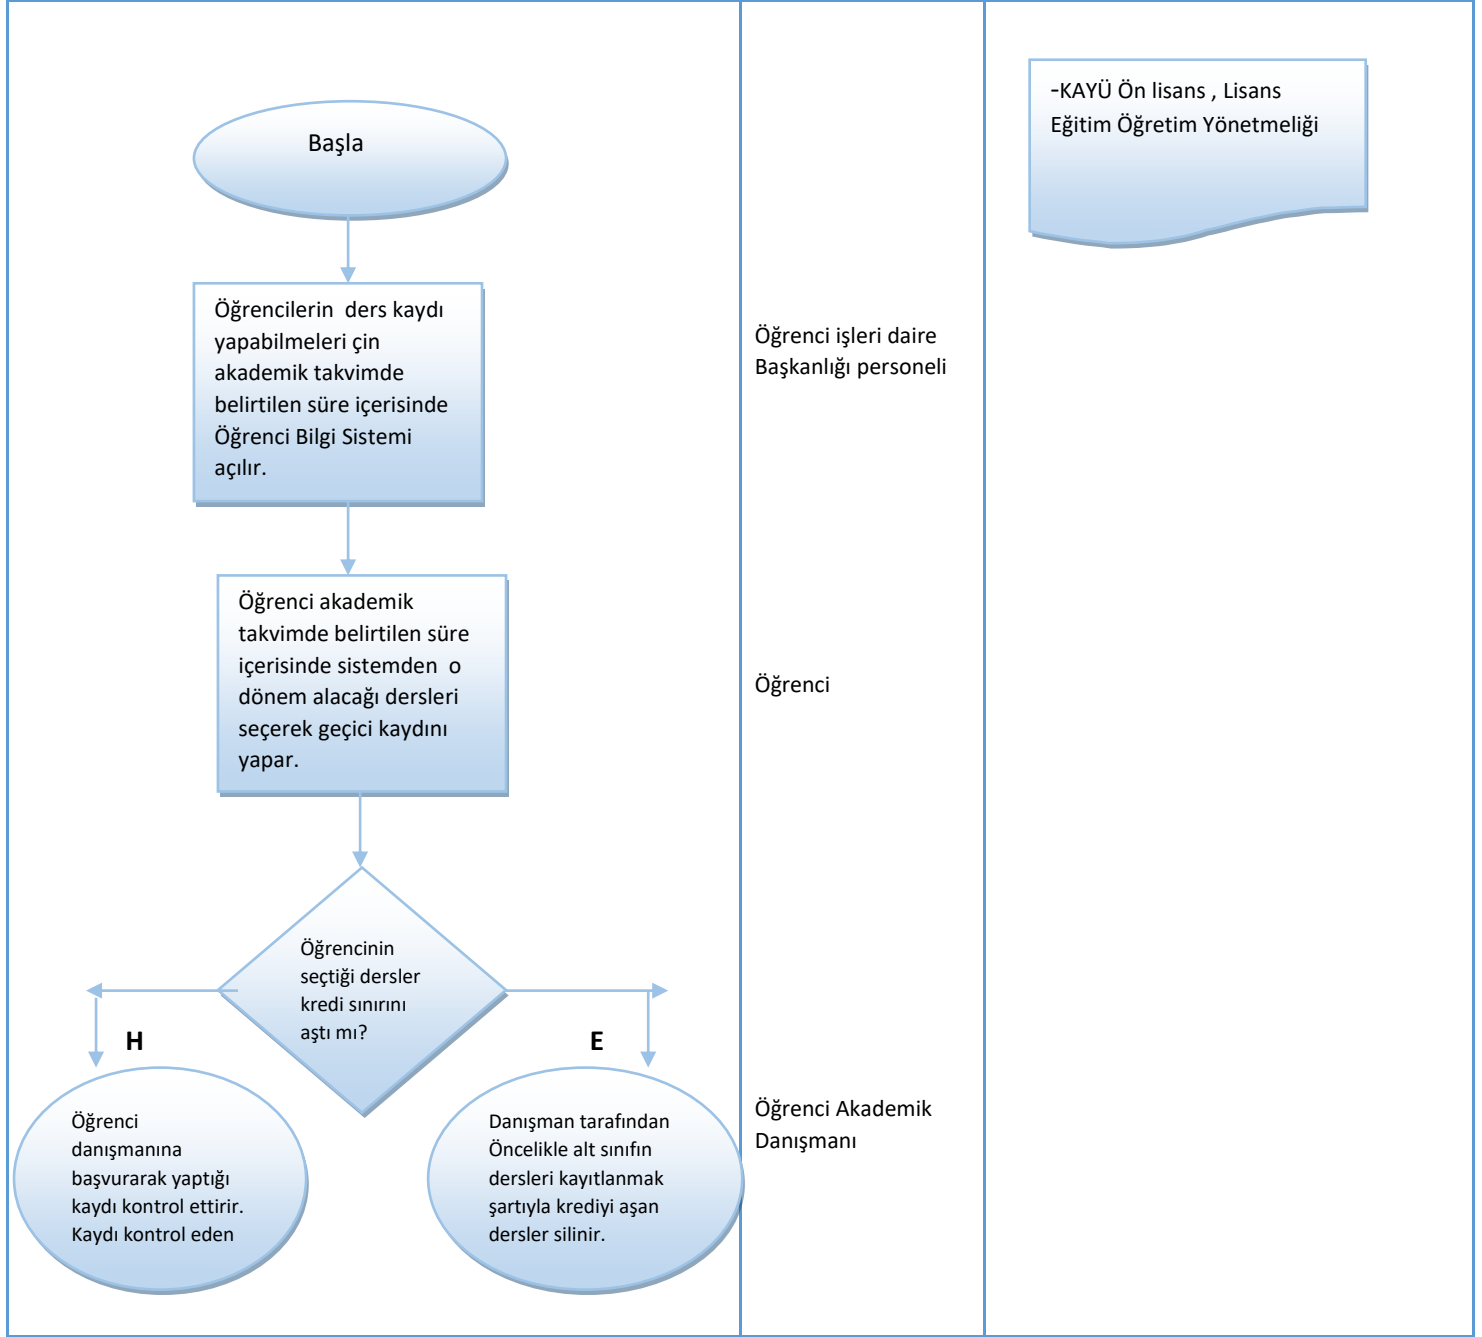 Başla
-KAYÜ Ön lisans , Lisans
Eğitim Öğretim Yönetmeliği
Öğrencilerin  ders kaydı
yapabilmeleri çin
akademik takvimde
belirtilen süre içerisinde
Öğrenci Bilgi Sistemi
açılır.
Öğrenci işleri daire
Başkanlığı personeli
Öğrenci akademik
takvimde belirtilen süre
içerisinde sistemden  o
dönem alacağı dersleri
seçerek geçici kaydını
yapar.
Öğrenci
Öğrencinin
seçtiği dersler
kredi sınırını
aştı mı?
H
E
Öğrenci
danışmanına
başvurarak yaptığı
kaydı kontrol ettirir.
Kaydı kontrol eden
Danışman tarafından
Öncelikle alt sınıfın
dersleri kayıtlanmak
şartıyla krediyi aşan
dersler silinir.
Öğrenci Akademik
Danışmanı